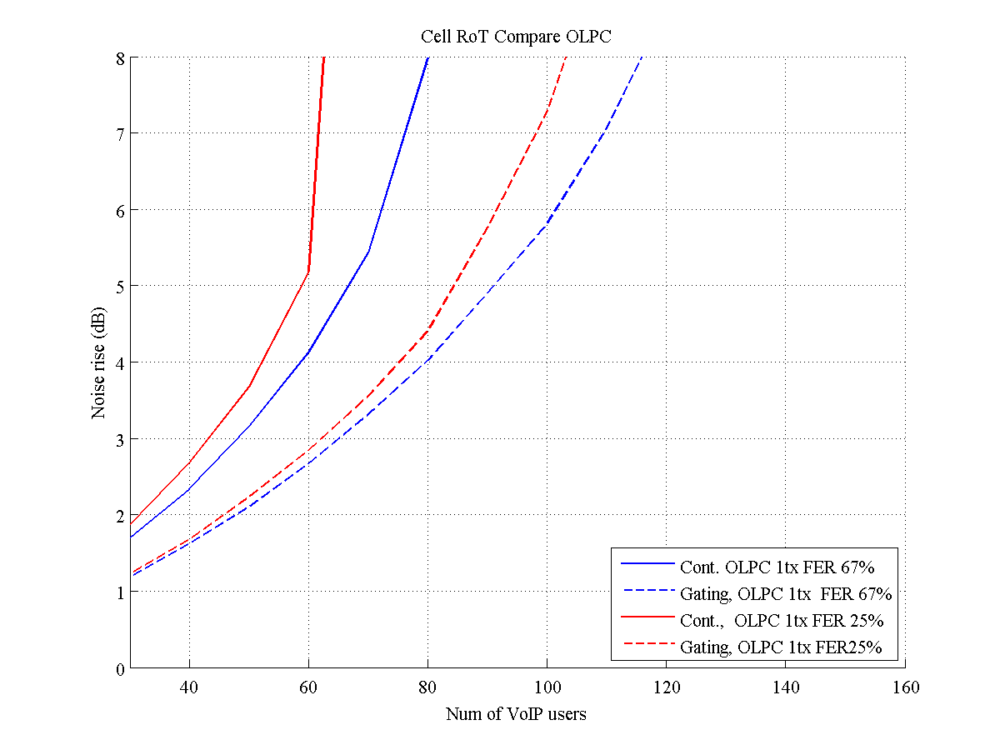 Cell RoT Compare OLPC
8
7
6
5
4
3
2
1
0
Noise rise (dB)
40 60 80 100 120 140 160
Num of VoIP users
Cont. OLPC 1tx FER 67%
Gating, OLPC 1tx  FER 67%
Cont.,  OLPC 1tx FER 25%
Gating, OLPC 1tx FER25%